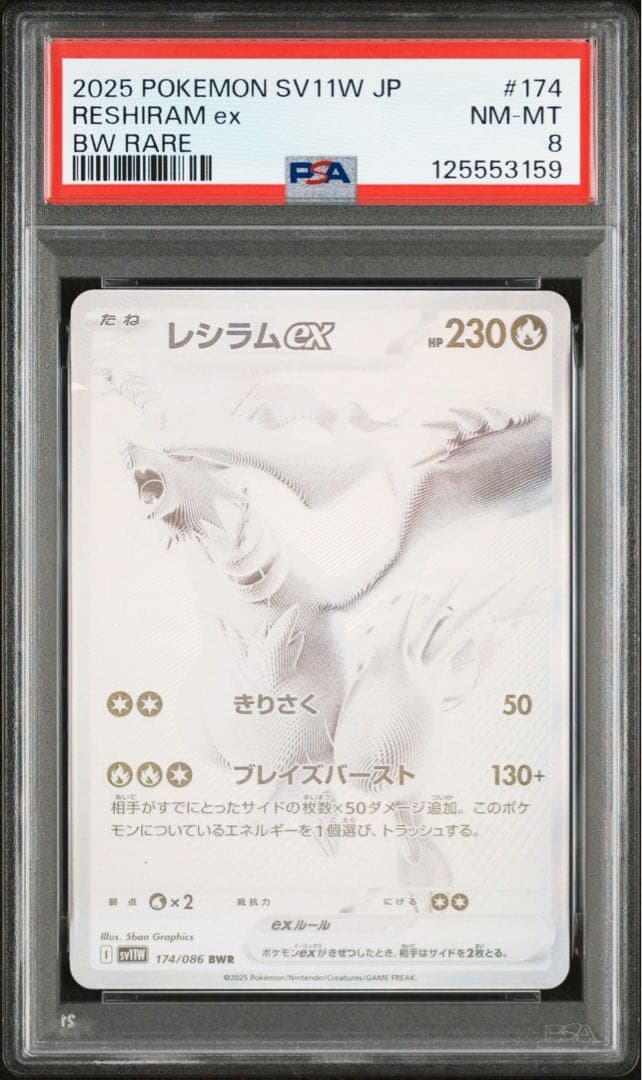 2025 POKEMON SV11W JP #174
RESHIRAM ex NM-MT
BW RARE 8
PSA 125553159
たね レシラムex HP230
きりさく 50
ブレイズバースト 130+
相手がすでにとったサイドの枚数×50ダメージ追加。このポケ
モンについているエネルギーを1個選び、トラッシュする。
弱点 ×2 抵抗力 にげる
exルール
Illus. 5ban Graphics
ポケモンexがきぜつしたとき、相手はサイドを2枚とる。
I sv11W 174/086 BWR
©2025 Pokémon/Nintendo/Creatures/GAME FREAK.
PSA